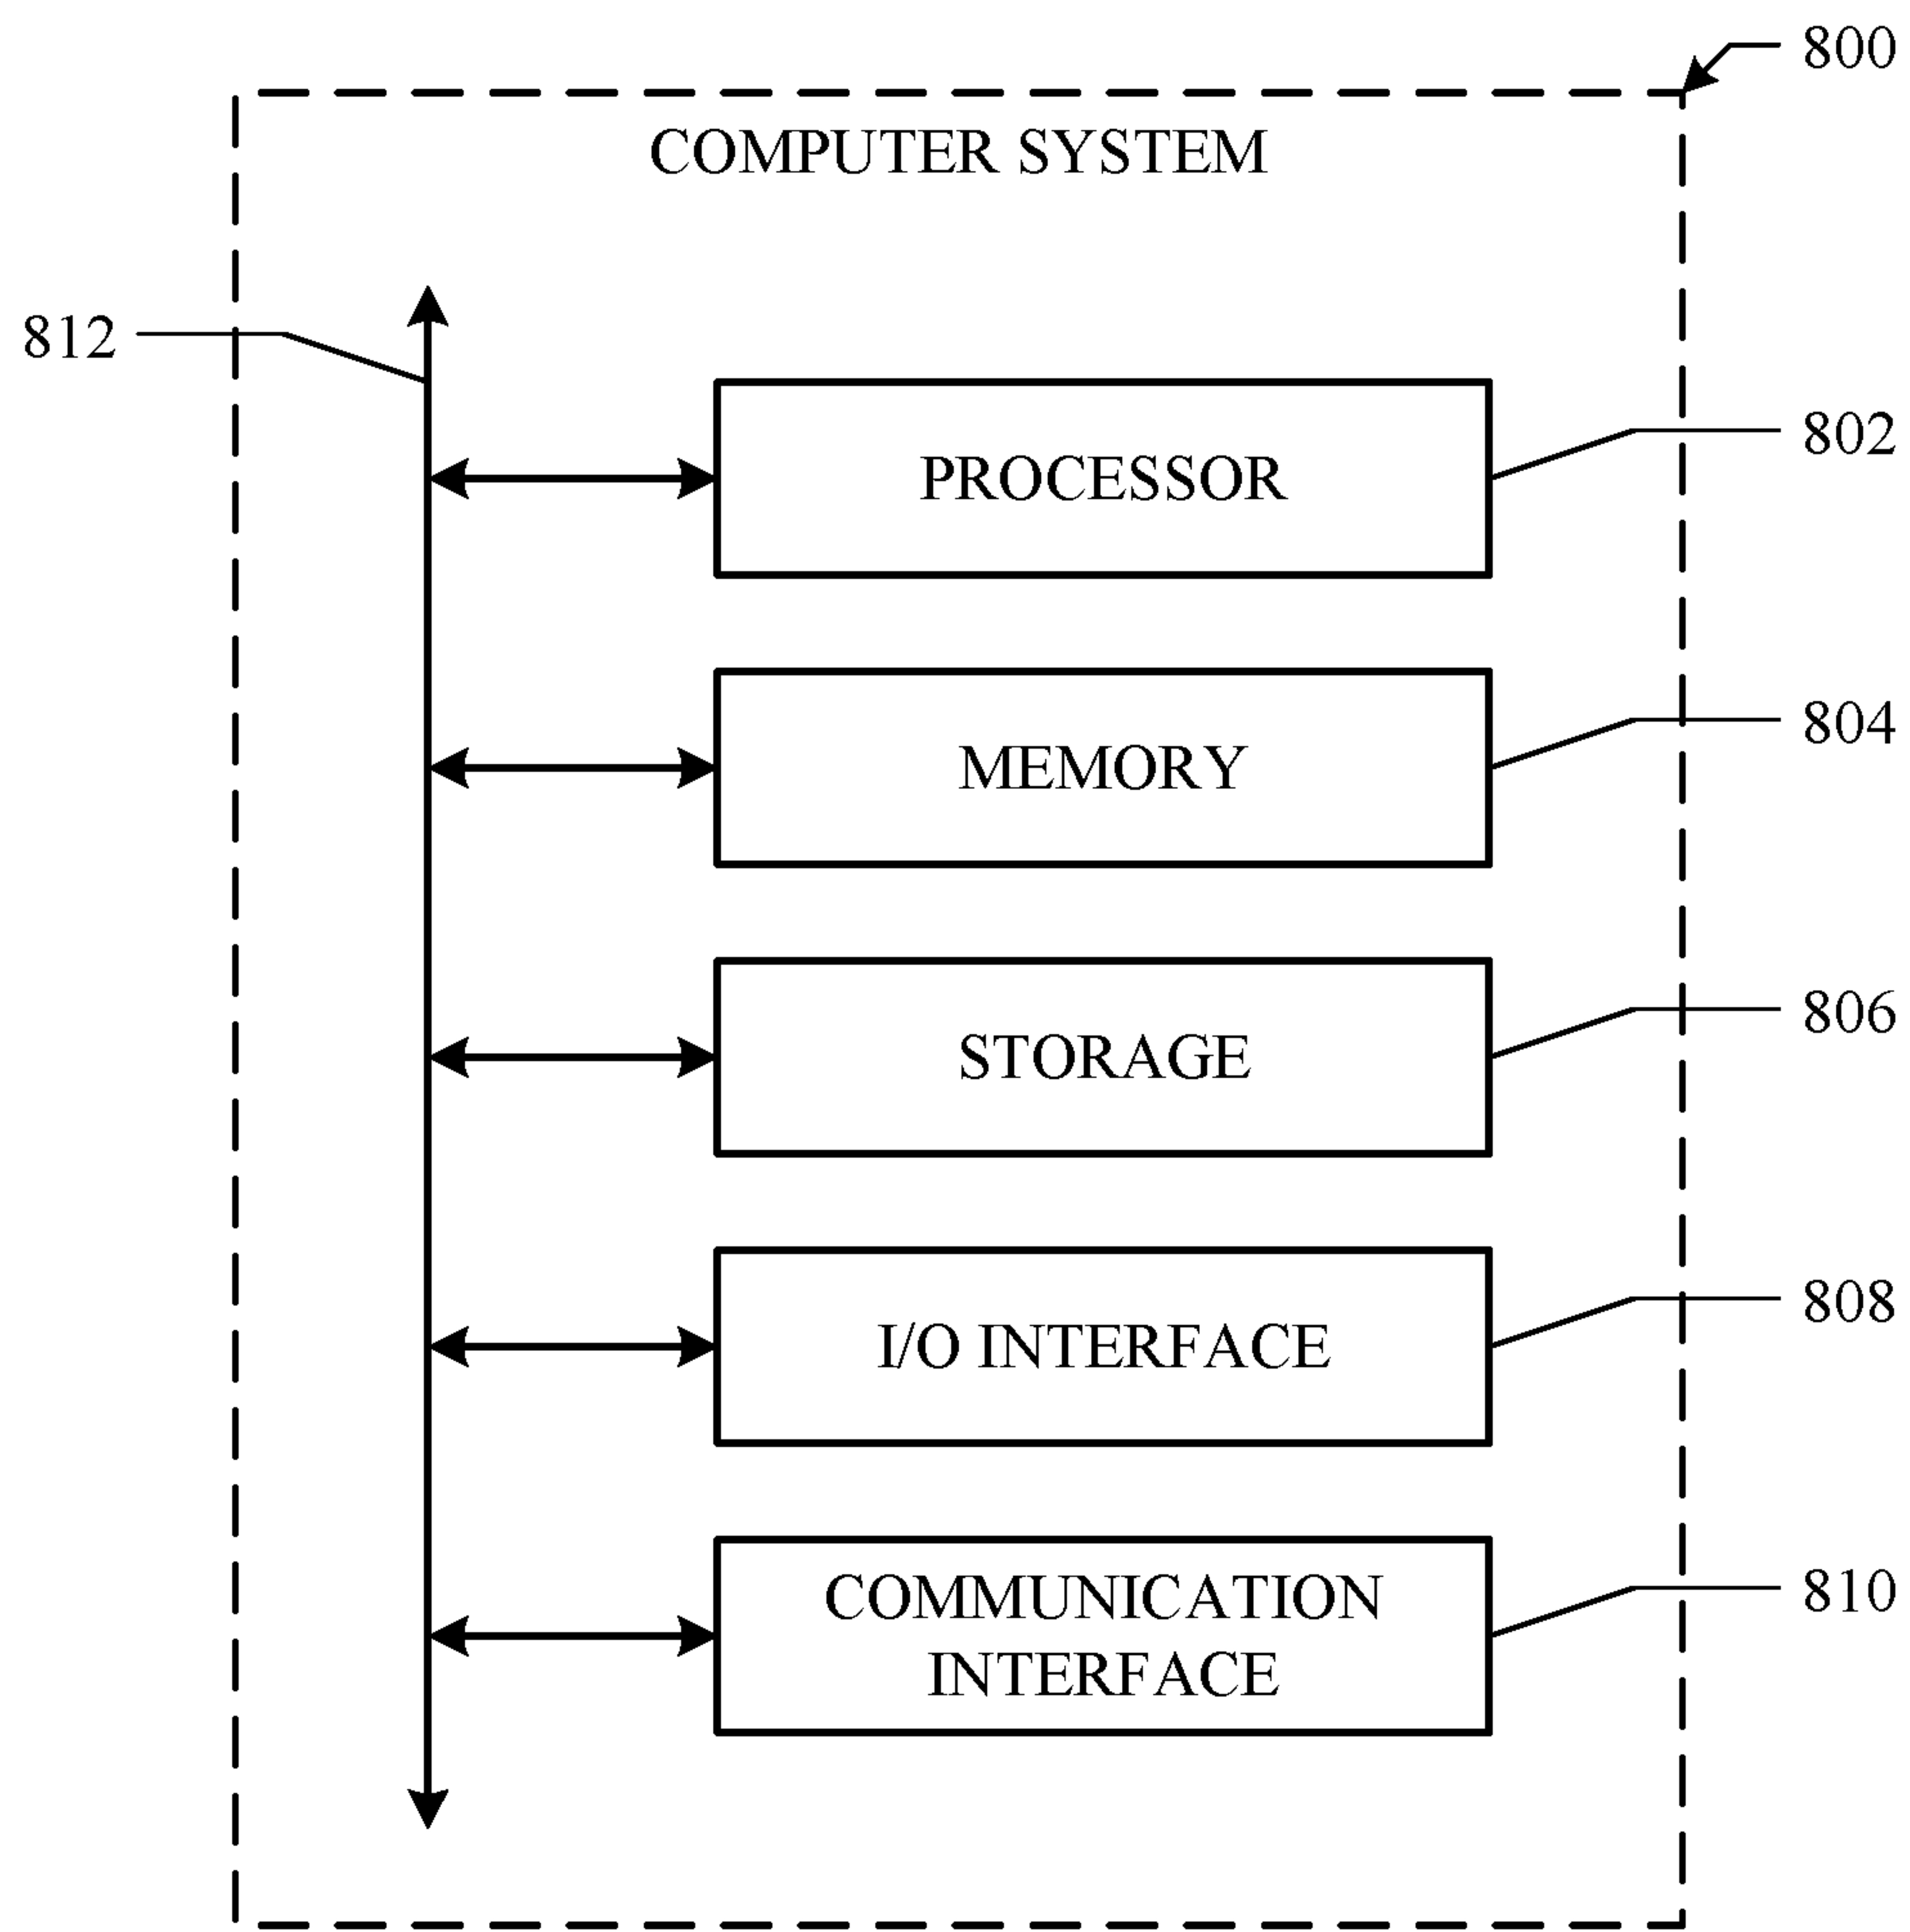 800
COMPUTER SYSTEM
812
802
PROCESSOR
804
MEMORY
806
STORAGE
808
I/O INTERFACE
810
COMMUNICATION
INTERFACE